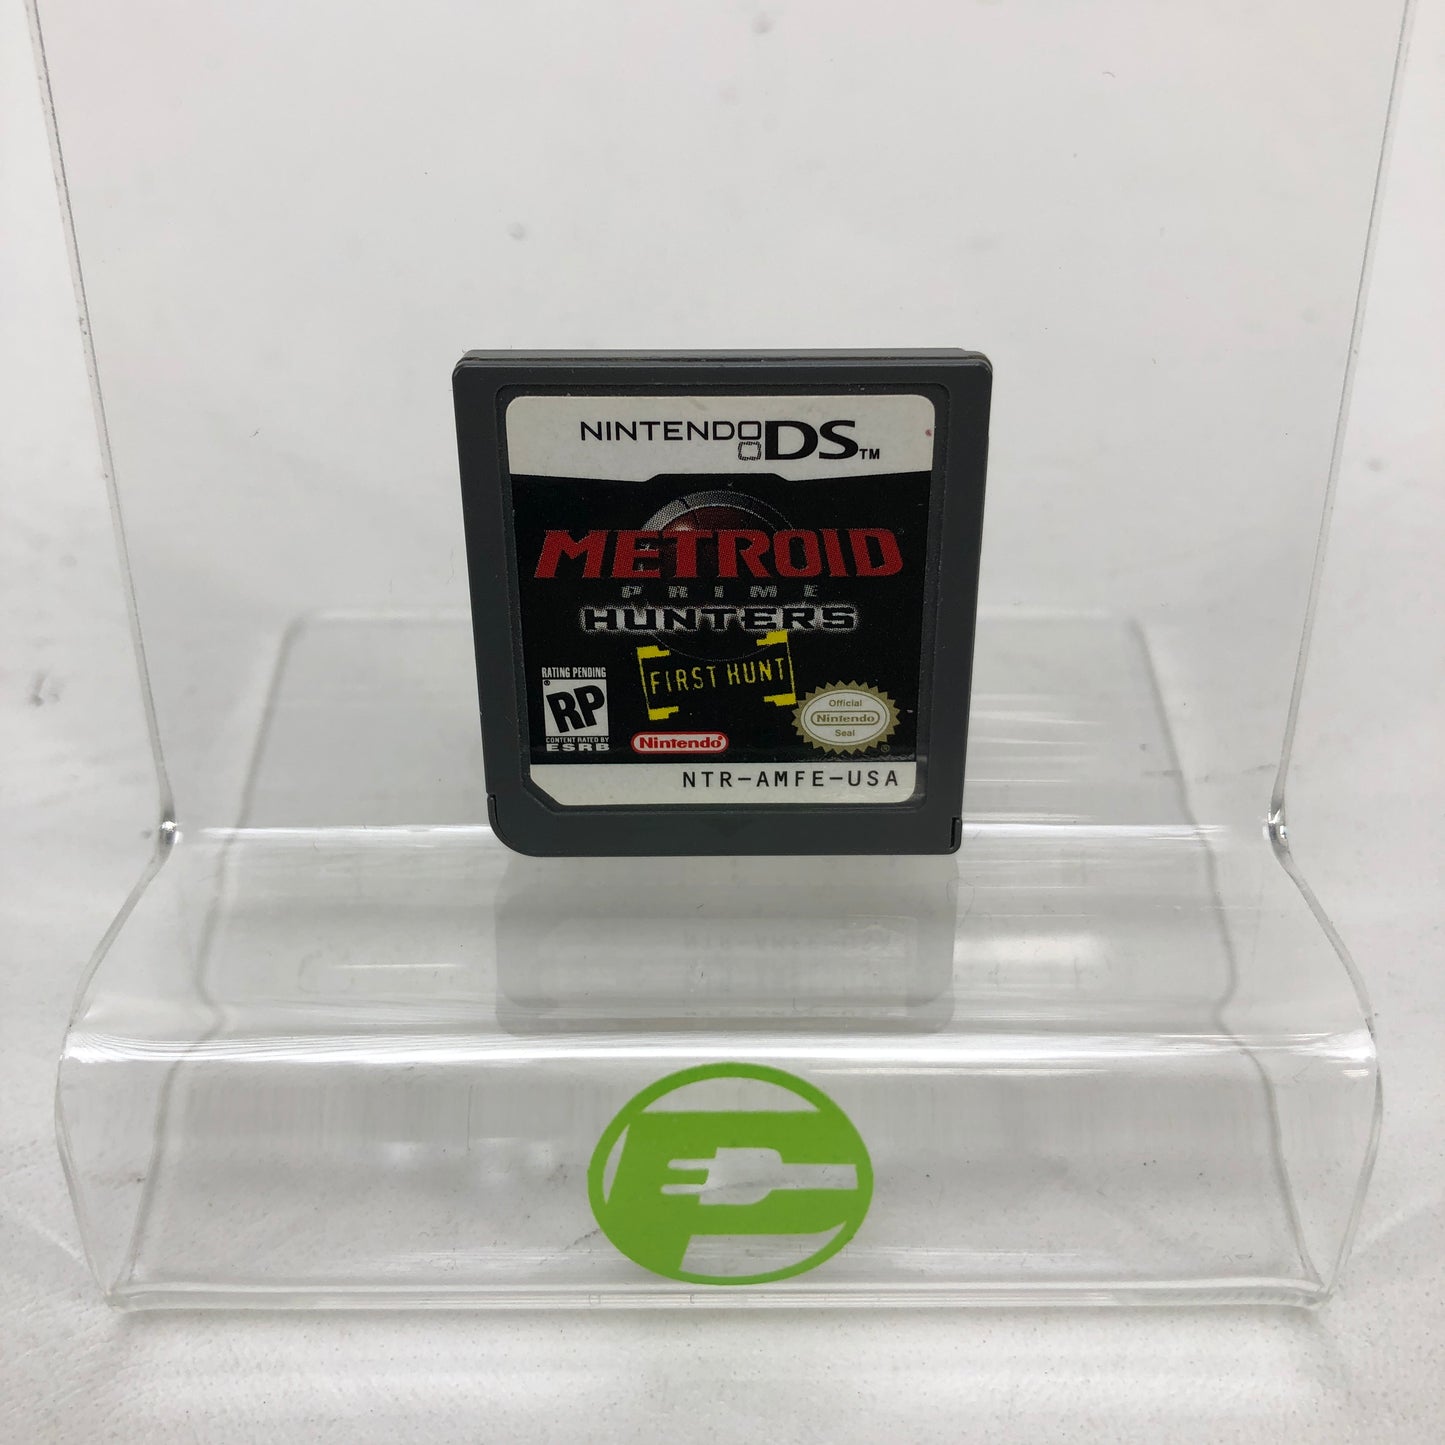 NINTENDO DS™
METROID
PRIME
HUNTERS
FIRST HUNT
RATING PENDING
RP
®
CONTENT RATED BY
ESRB
Nintendo®
Official
Nintendo
Seal
®
NTR-AMFE-USA